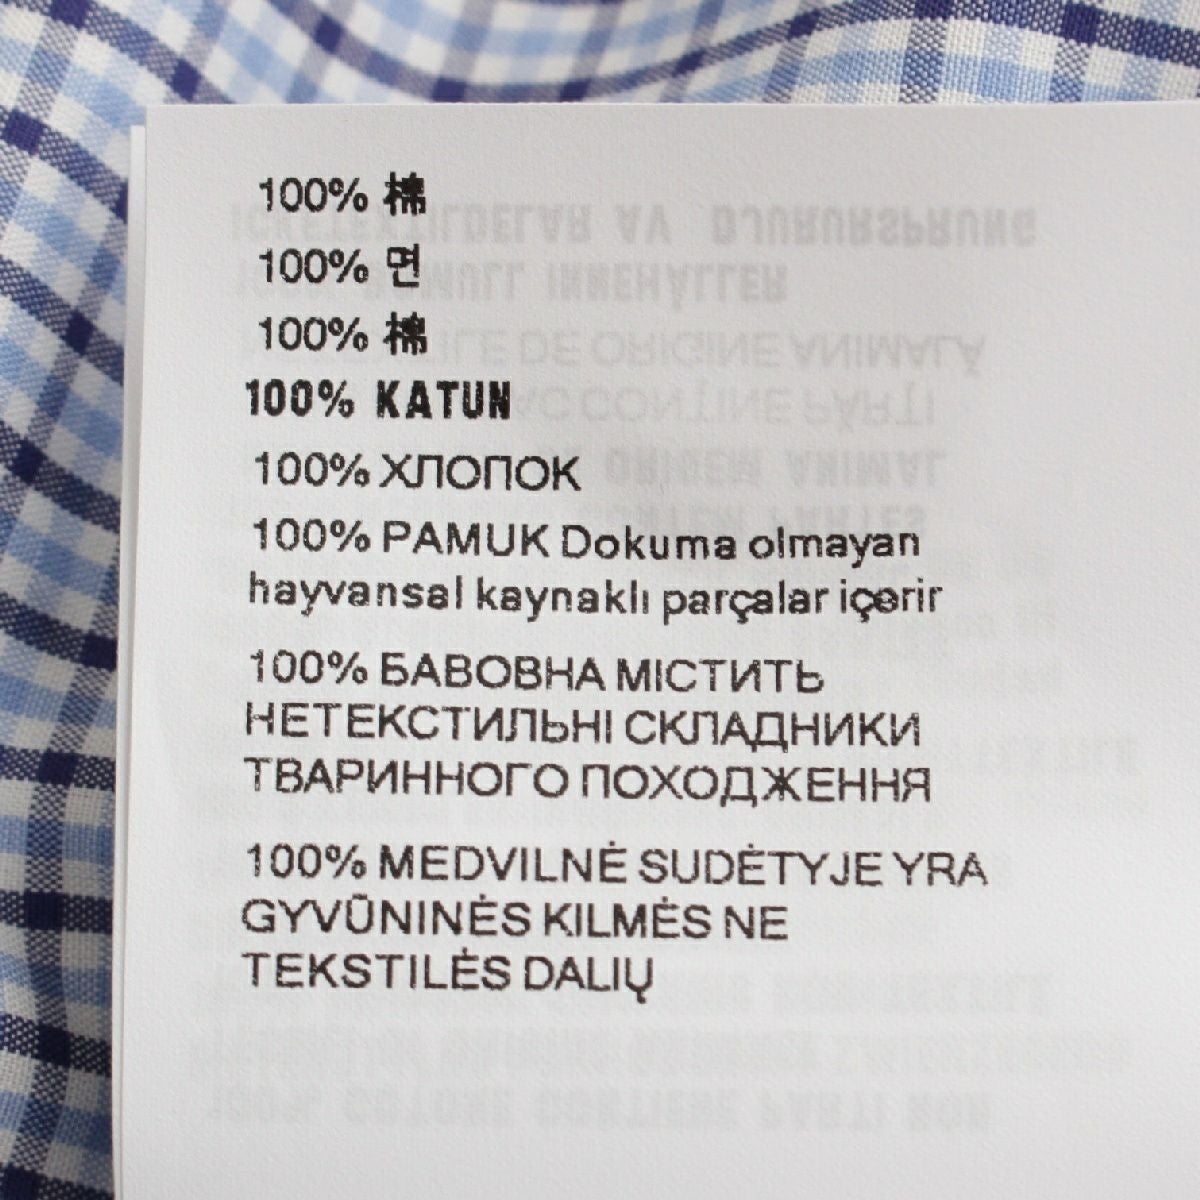 100% 棉
100% 면
100% 棉
100% KATUN
100% ХЛОПОК
100% PAMUK Dokuma olmayan
hayvansal kaynaklı parçalar içerir
100% БАВОВНА МІСТИТЬ
НЕТЕКСТИЛЬНІ СКЛАДНИКИ
ТВАРИННОГО ПОХОДЖЕННЯ
100% MEDVILNĖ SUDĖTYJE YRA
GYVŪNINĖS KILMĖS NE
TEKSTILĖS DALIŲ